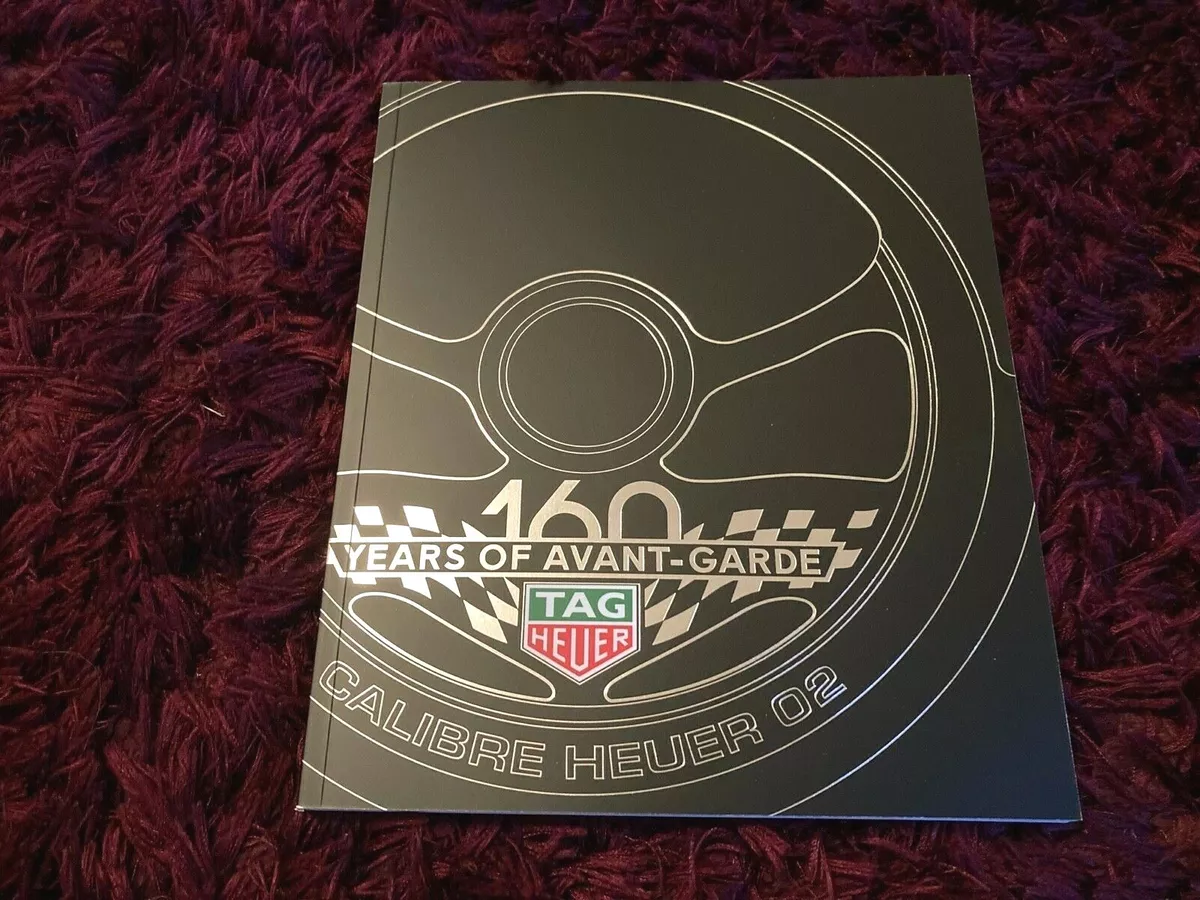 160
YEARS OF AVANT-GARDE
TAG
HEUER
CALIBRE HEUER 02